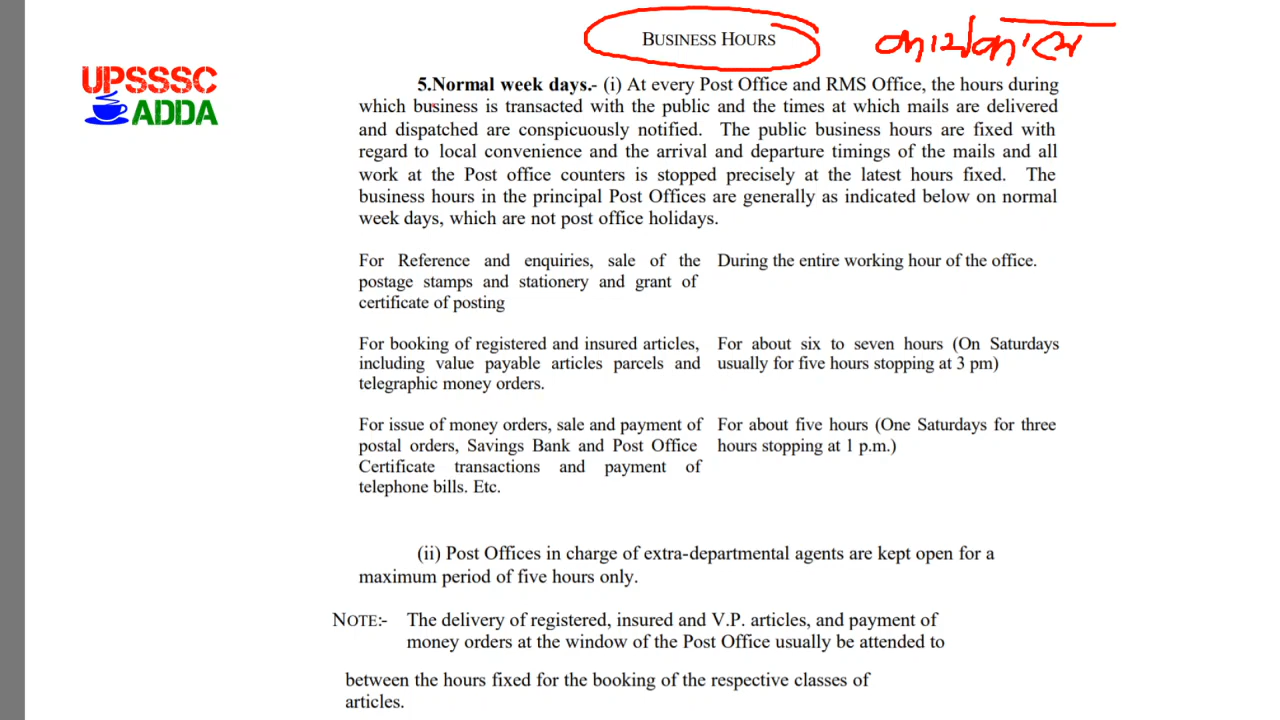 BUSINESS HOURS
कार्यकाल
UPSSSC
ADDA
5.Normal week days.- (i) At every Post Office and RMS Office, the hours during
which business is transacted with the public and the times at which mails are delivered
and dispatched are conspicuously notified. The public business hours are fixed with
regard to local convenience and the arrival and departure timings of the mails and all
work at the Post office counters is stopped precisely at the latest hours fixed. The
business hours in the principal Post Offices are generally as indicated below on normal
week days, which are not post office holidays.
For Reference and enquiries, sale of the
postage stamps and stationery and grant of
certificate of posting
During the entire working hour of the office.
For booking of registered and insured articles,
including value payable articles parcels and
telegraphic money orders.
For about six to seven hours (On Saturdays
usually for five hours stopping at 3 pm)
For issue of money orders, sale and payment of
postal orders, Savings Bank and Post Office
Certificate transactions and payment of
telephone bills. Etc.
For about five hours (One Saturdays for three
hours stopping at 1 p.m.)
(ii) Post Offices in charge of extra-departmental agents are kept open for a
maximum period of five hours only.
NOTE:- The delivery of registered, insured and V.P. articles, and payment of
money orders at the window of the Post Office usually be attended to
between the hours fixed for the booking of the respective classes of
articles.